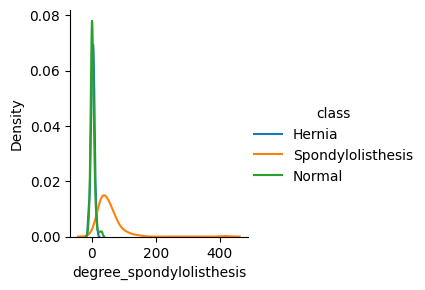 0.08
0.06
0.04
0.02
0.00
Density
0
200
400
degree_spondylolisthesis
class
Hernia
Spondylolisthesis
Normal